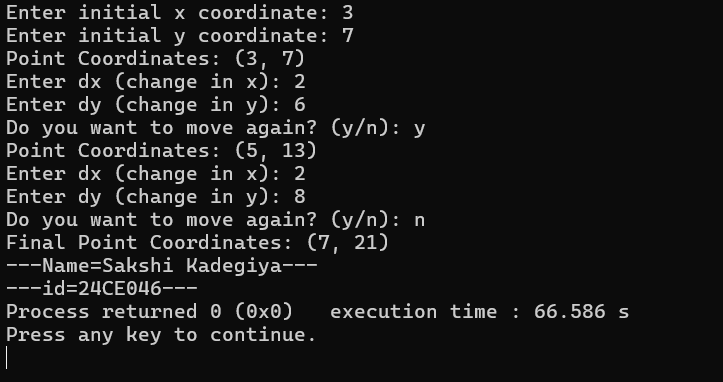 Enter initial x coordinate: 3
Enter initial y coordinate: 7
Point Coordinates: (3, 7)
Enter dx (change in x): 2
Enter dy (change in y): 6
Do you want to move again? (y/n): y
Point Coordinates: (5, 13)
Enter dx (change in x): 2
Enter dy (change in y): 8
Do you want to move again? (y/n): n
Final Point Coordinates: (7, 21)
---Name=Sakshi Kadegiya---
---id=24CE046---
Process returned 0 (0x0)   execution time : 66.586 s
Press any key to continue.